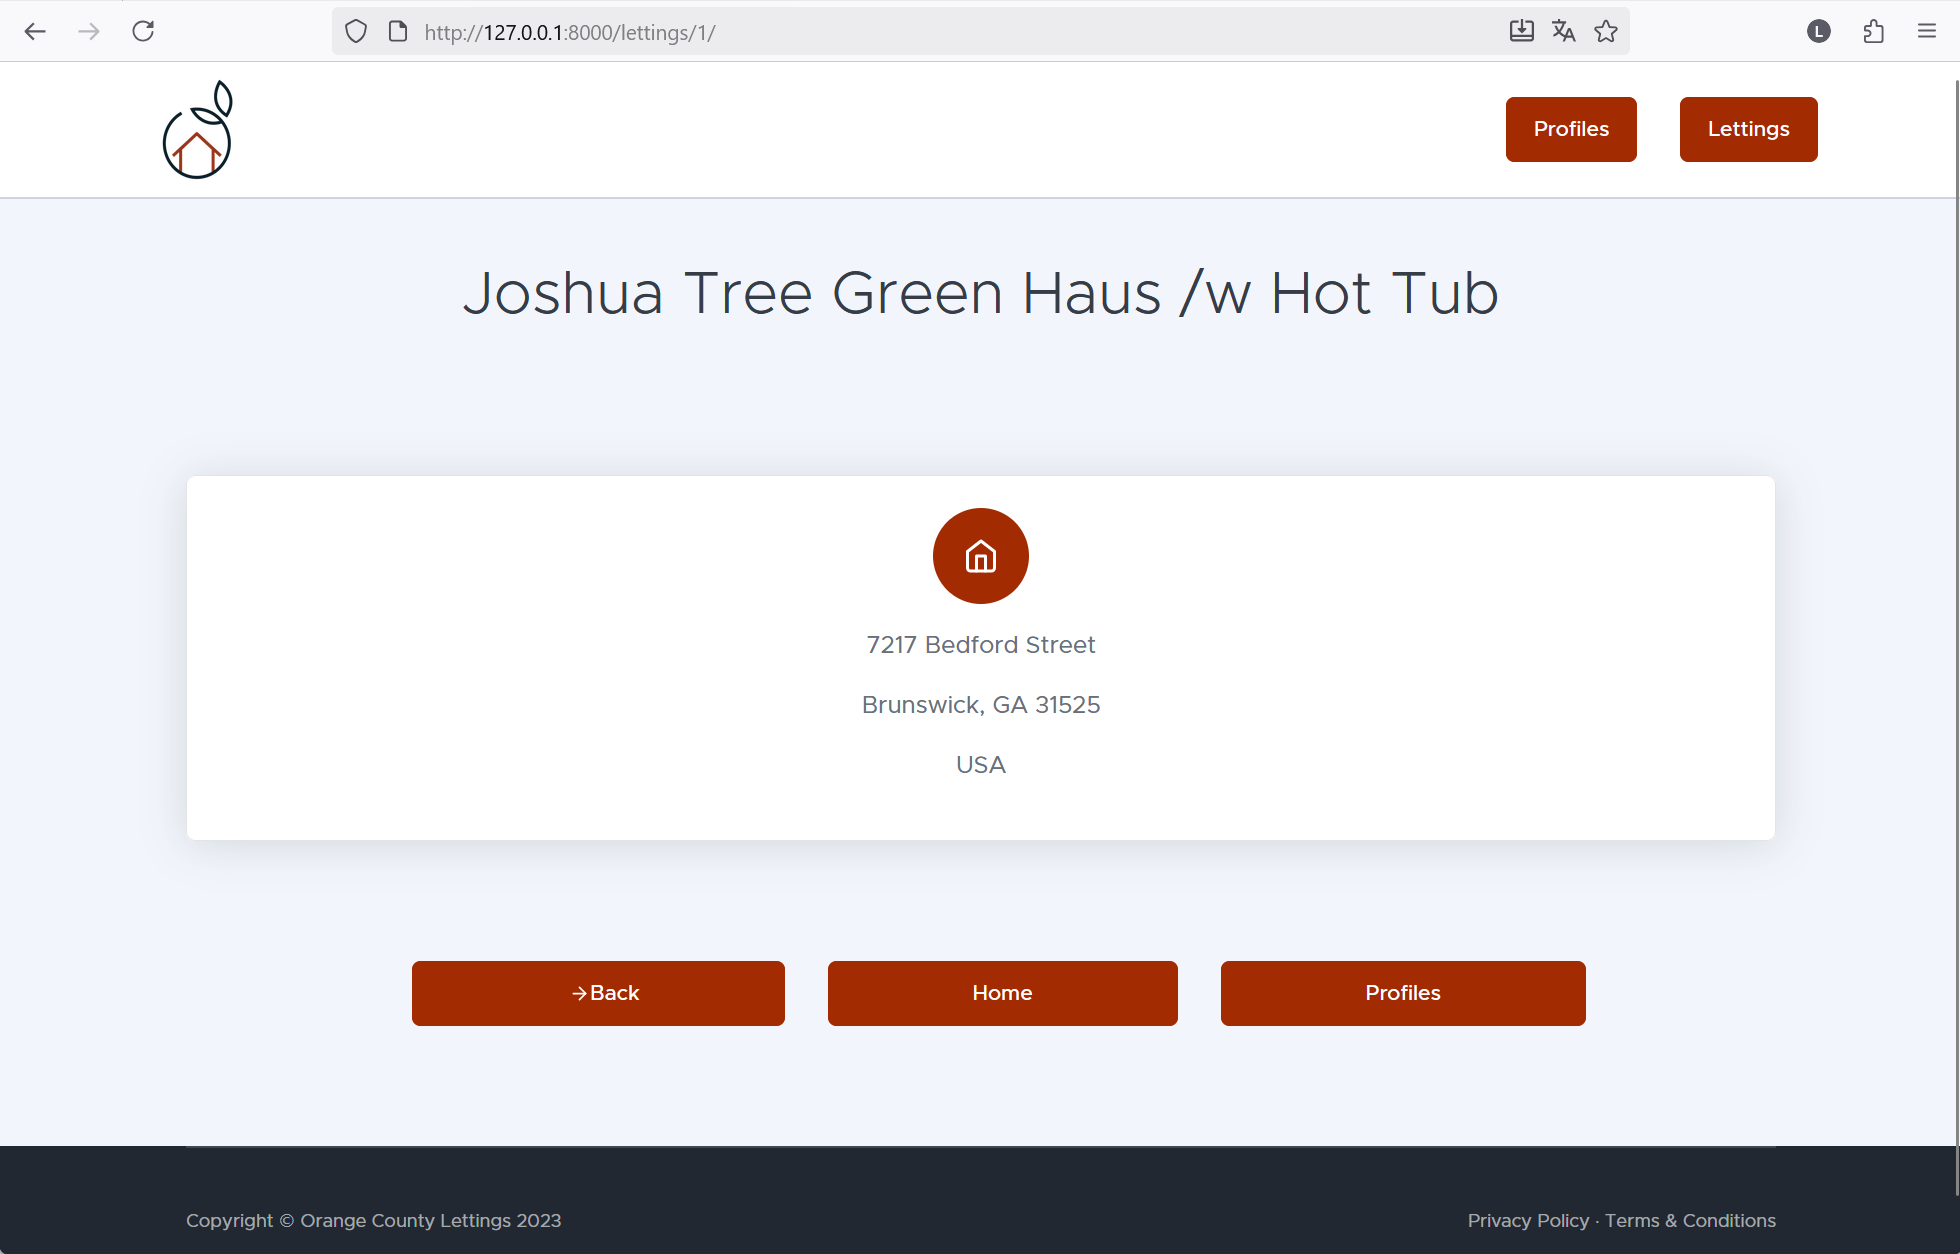 http://127.0.0.1:8000/lettings/1/
L
Profiles
Lettings
Joshua Tree Green Haus /w Hot Tub
7217 Bedford Street
Brunswick, GA 31525
USA
→Back
Home
Profiles
Copyright © Orange County Lettings 2023
Privacy Policy · Terms & Conditions